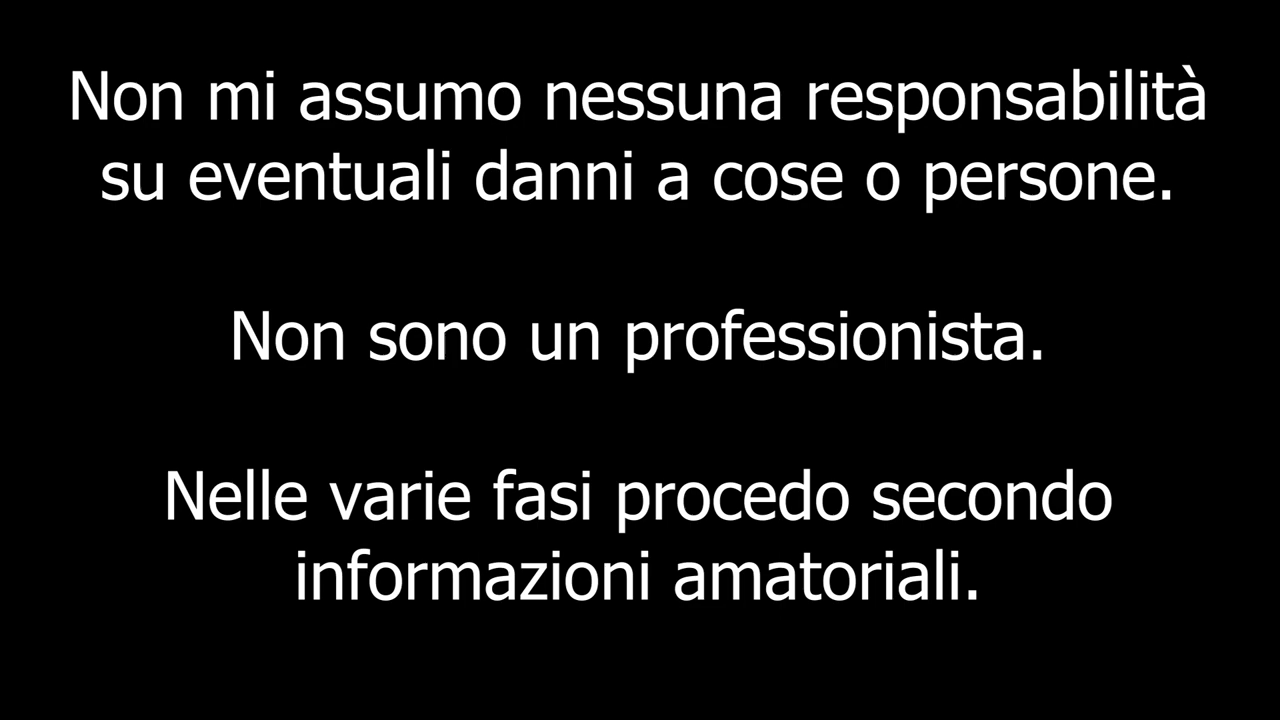 Non mi assumo nessuna responsabilità
su eventuali danni a cose o persone.
Non sono un professionista.
Nelle varie fasi procedo secondo
informazioni amatoriali.